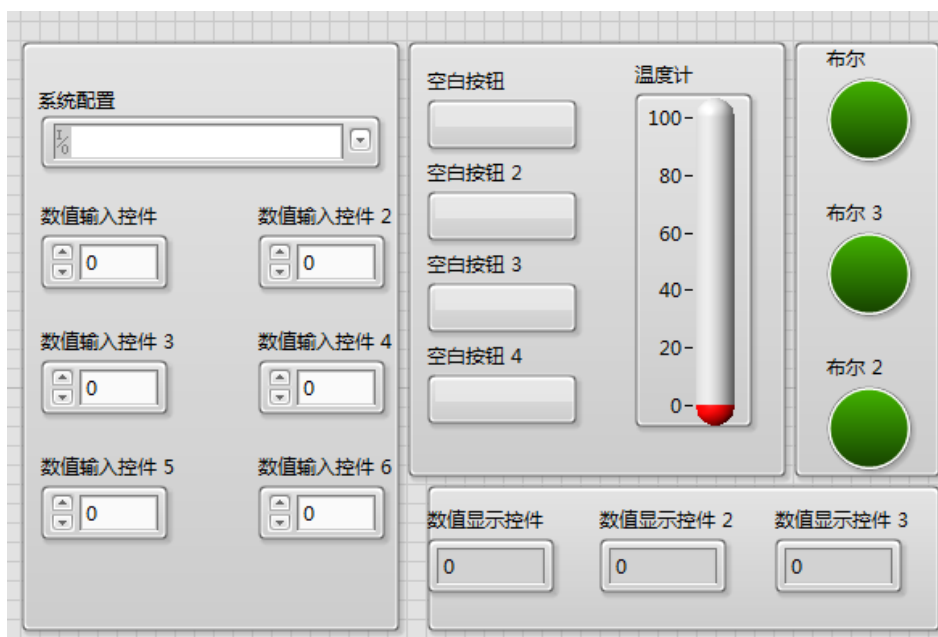 系统配置
I/O
数值输入控件
数值输入控件 2
0
0
数值输入控件 3
数值输入控件 4
0
0
数值输入控件 5
数值输入控件 6
0
0
空白按钮
空白按钮 2
空白按钮 3
空白按钮 4
温度计
100
80
60
40
20
0
布尔
布尔 3
布尔 2
数值显示控件
数值显示控件 2
数值显示控件 3
0
0
0